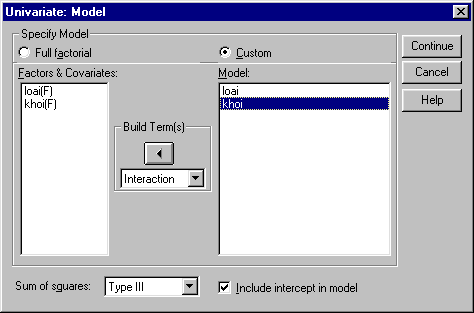 Univariate: Model
Specify Model
Full factorial
Custom
Continue
Cancel
Help
Factors & Covariates:
loai(F)
khoi(F)
Build Term(s)
Interaction
Model:
loai
khoi
Sum of squares:
Type III
Include intercept in model